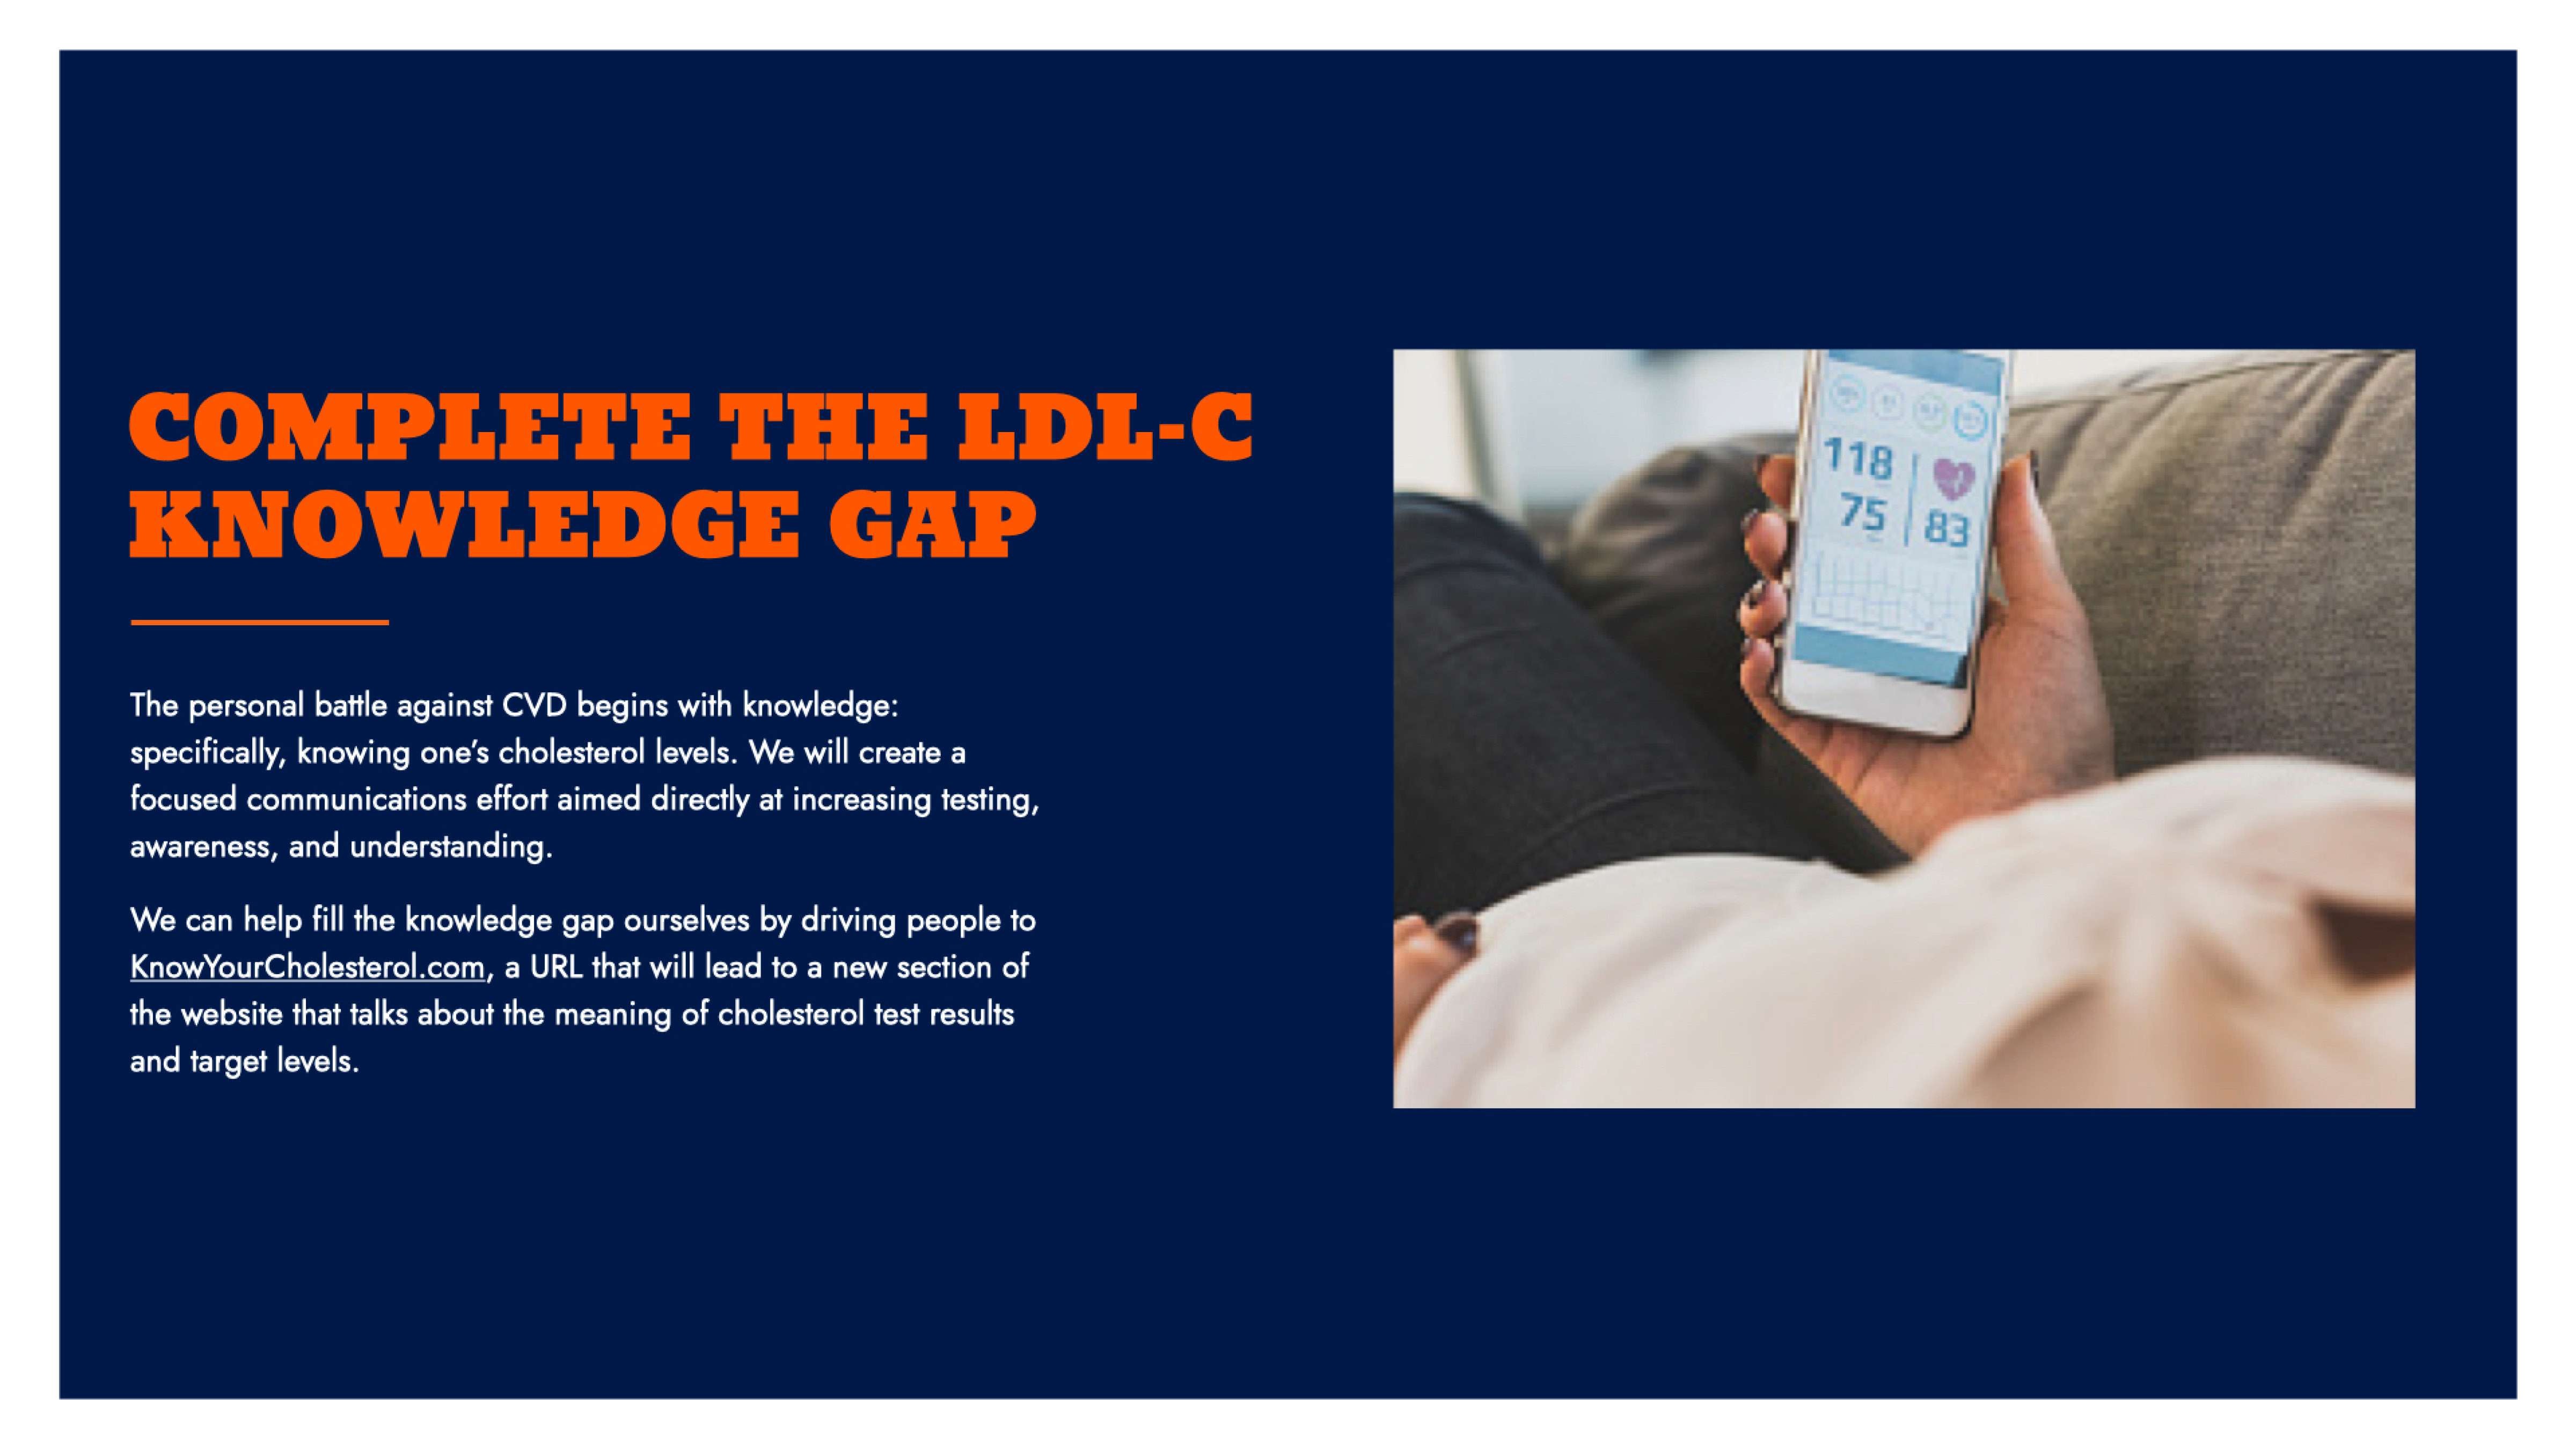 COMPLETE THE LDL-C
KNOWLEDGE GAP
The personal battle against CVD begins with knowledge:
specifically, knowing one’s cholesterol levels. We will create a
focused communications effort aimed directly at increasing testing,
awareness, and understanding.
We can help fill the knowledge gap ourselves by driving people to
KnowYourCholesterol.com, a URL that will lead to a new section of
the website that talks about the meaning of cholesterol test results
and target levels.
118
75
83